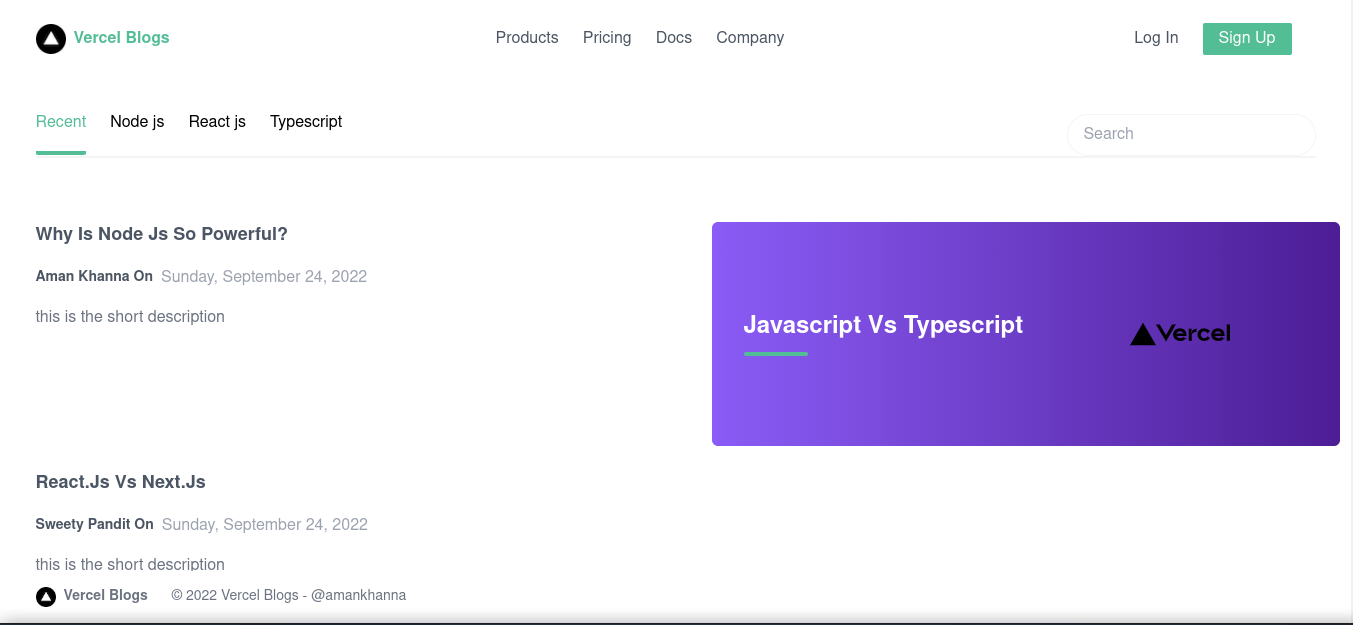 Vercel Blogs Products Pricing Docs Company Log In Sign Up
Recent Node js React js Typescript Search
Why Is Node Js So Powerful?
Aman Khanna On Sunday, September 24, 2022
this is the short description
Javascript Vs Typescript
Vercel
React.Js Vs Next.Js
Sweety Pandit On Sunday, September 24, 2022
this is the short description
Vercel Blogs © 2022 Vercel Blogs - @amankhanna